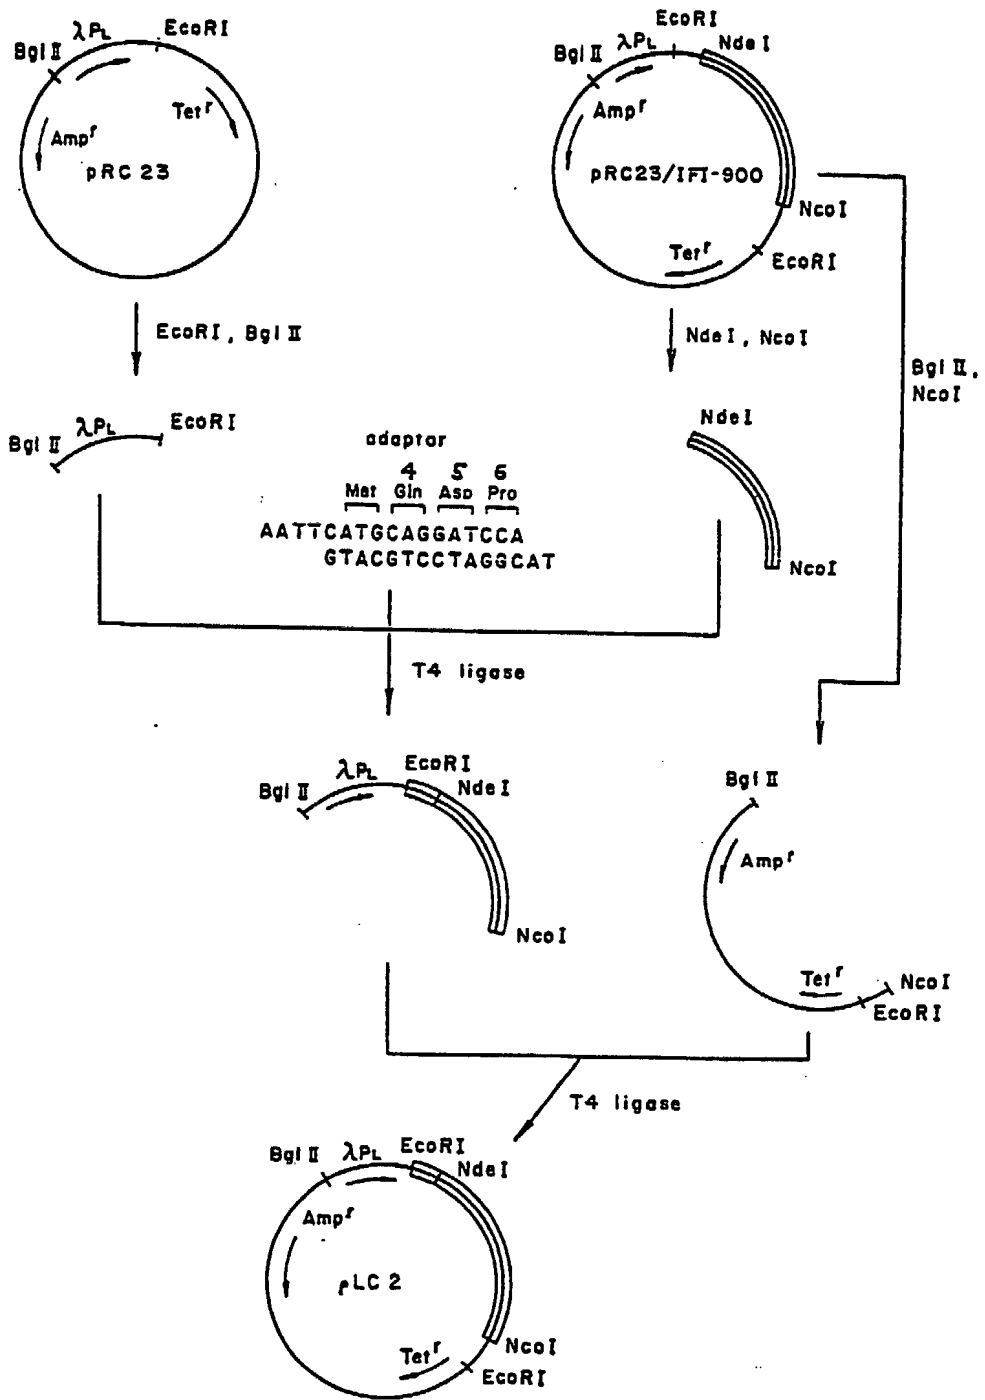 λPL
EcoRI
Bgl II
Tetʳ
Ampʳ
pRC 23
EcoRI
λPL
NdeI
Bgl II
Ampʳ
pRC23/IFI-900
NcoI
Tetʳ
EcoRI
EcoRI, Bgl II
NdeI, NcoI
Bgl II,
NcoI
λPL
EcoRI
Bgl II
NdeI
NcoI
adaptor
4 5 6
Met Gln Asp Pro
AATTCATGCAGGATCCA
GTACGTCCTAGGCAT
T4 ligase
λPL
EcoRI
NdeI
Bgl II
NcoI
Bgl II
Ampʳ
Tetʳ
NcoI
EcoRI
T4 ligase
Bgl II
λPL
EcoRI
NdeI
Ampʳ
pLC 2
NcoI
Tetʳ
EcoRI